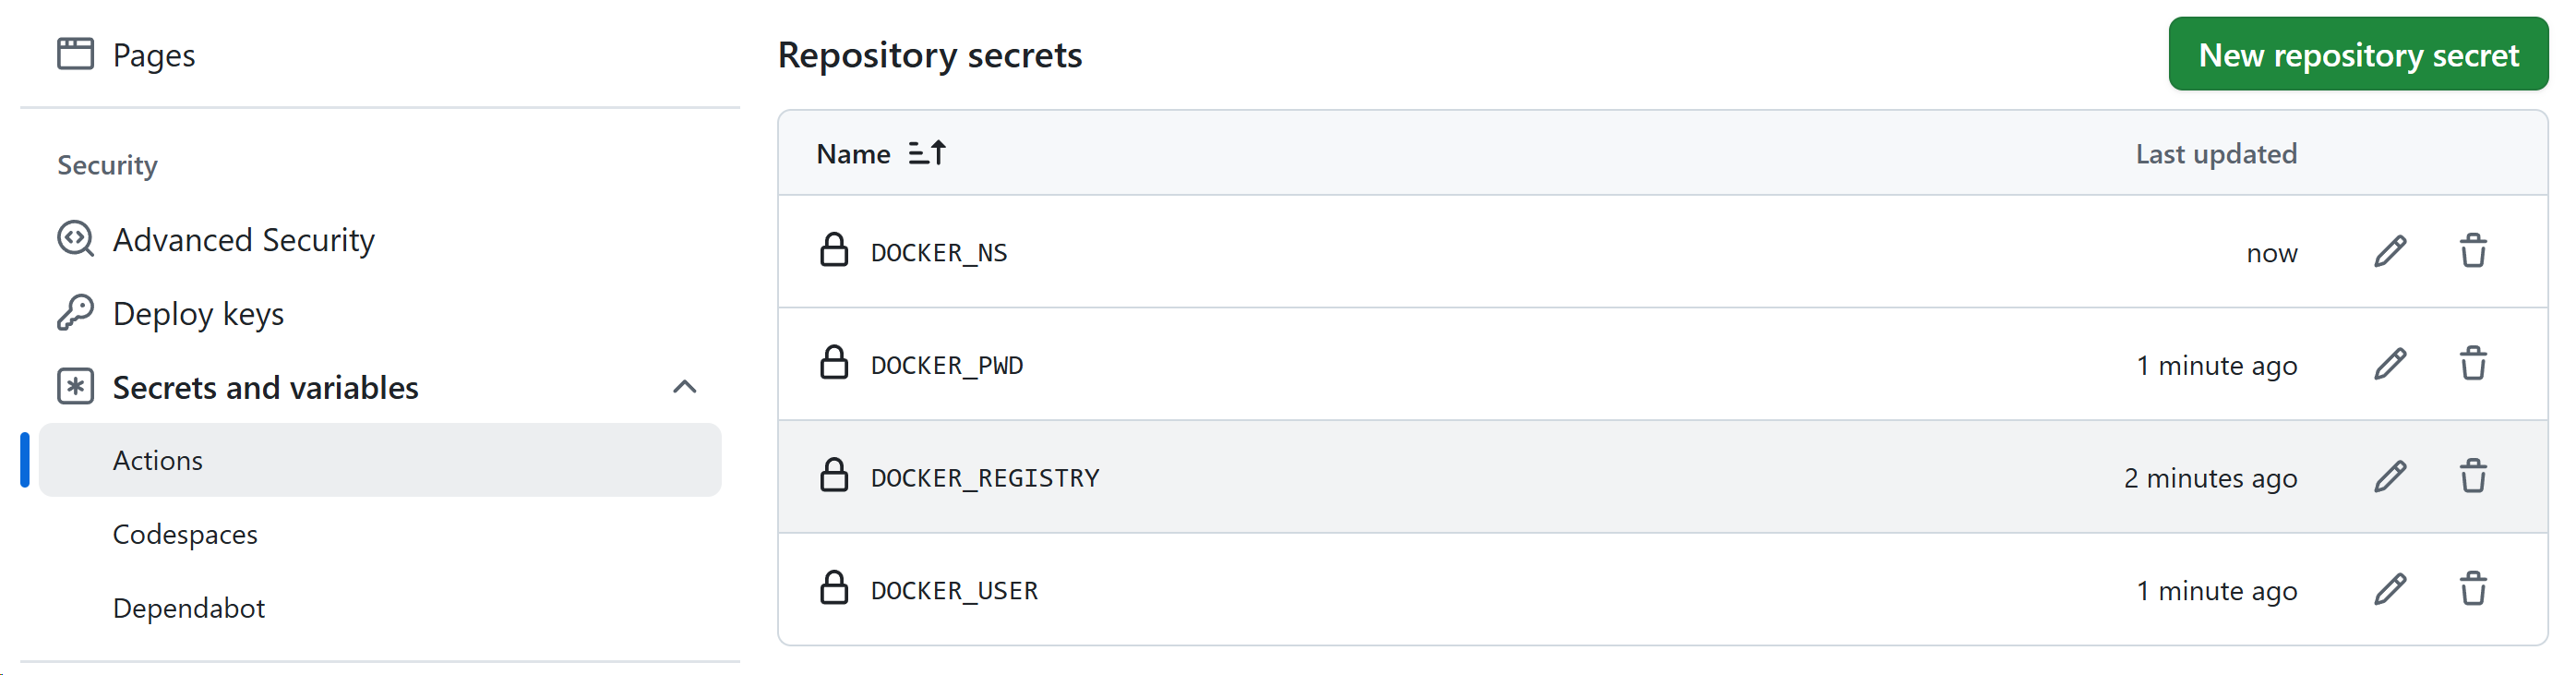 Pages
Security
Advanced Security
Deploy keys
Secrets and variables
Actions
Codespaces
Dependabot
Repository secrets
New repository secret
Name Last updated
DOCKER_NS now
DOCKER_PWD 1 minute ago
DOCKER_REGISTRY 2 minutes ago
DOCKER_USER 1 minute ago